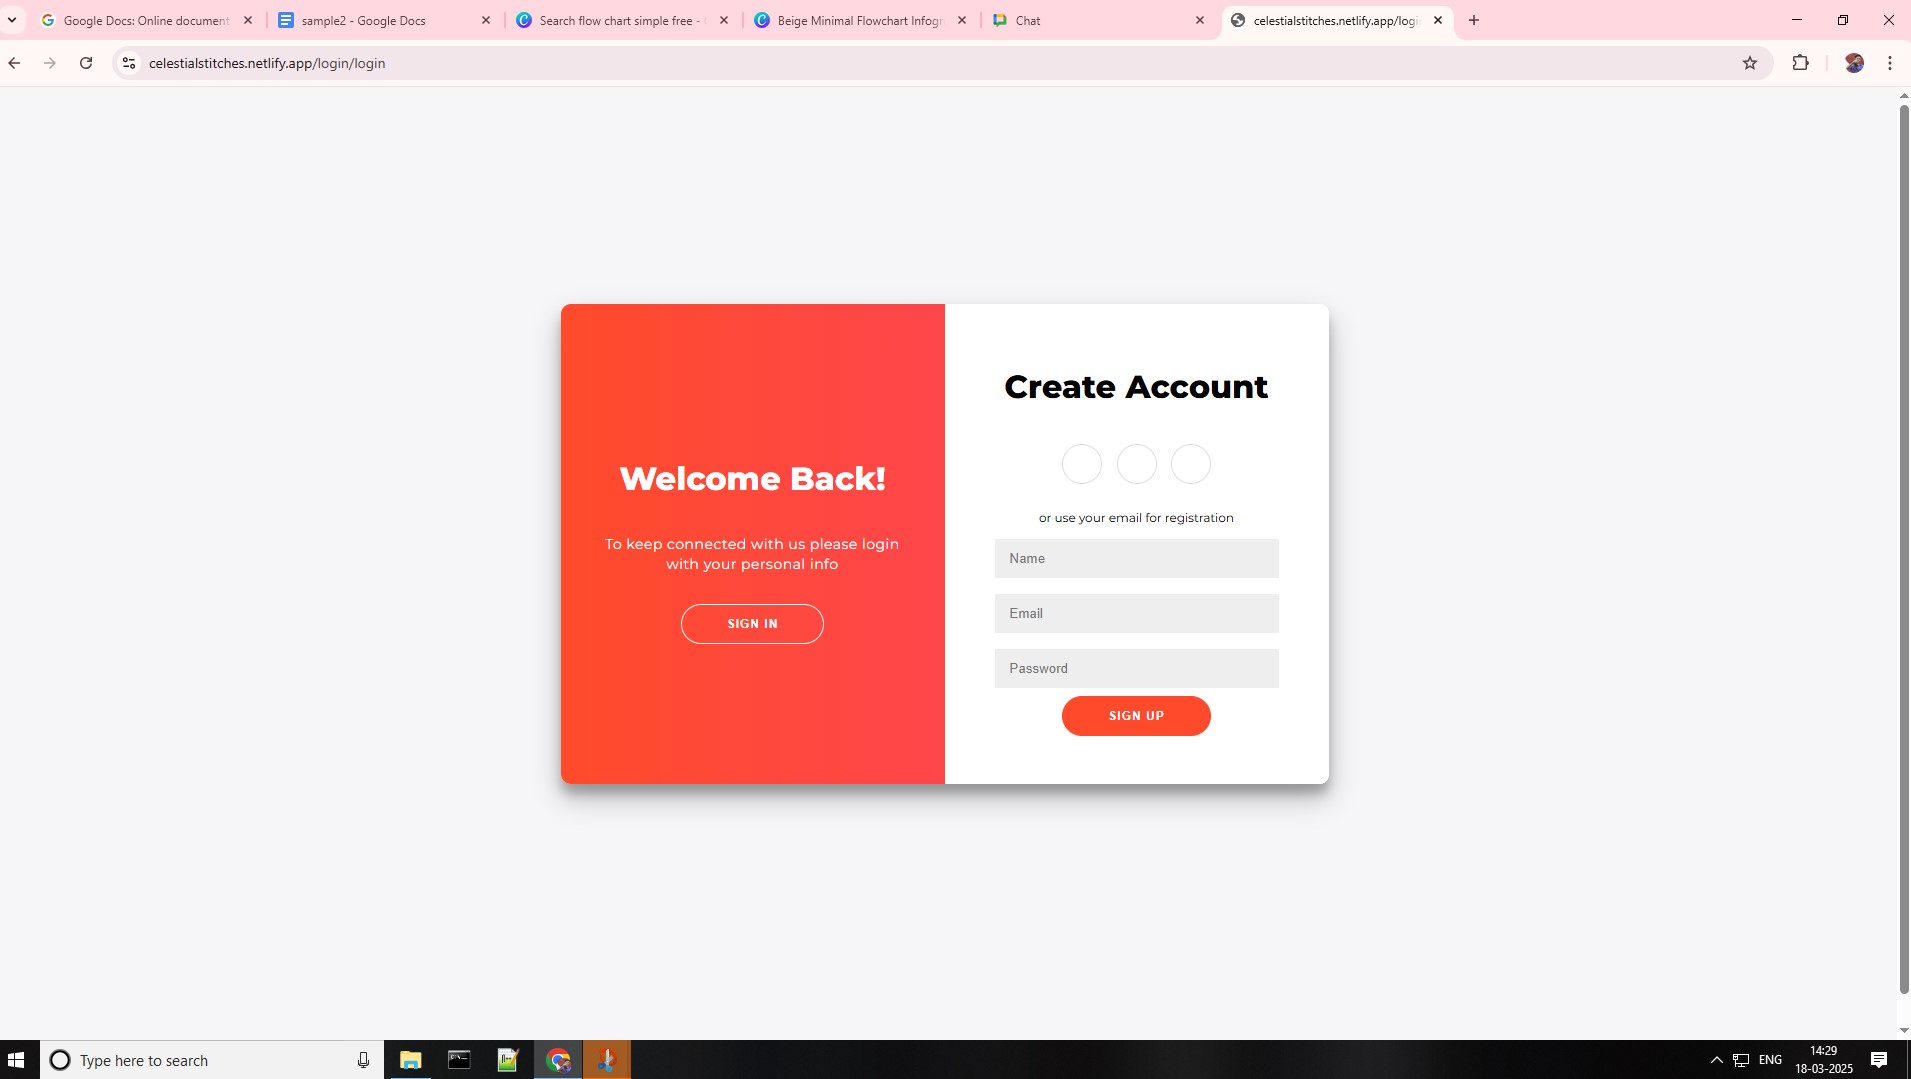 Google Docs: Online document
sample2 - Google Docs
Search flow chart simple free -
Beige Minimal Flowchart Infogr
Chat
celestialstitches.netlify.app/logi
celestialstitches.netlify.app/login/login
Create Account
or use your email for registration
Name
Email
Password
SIGN UP
Welcome Back!
To keep connected with us please login
with your personal info
SIGN IN
Type here to search
ENG
14:29
18-03-2025